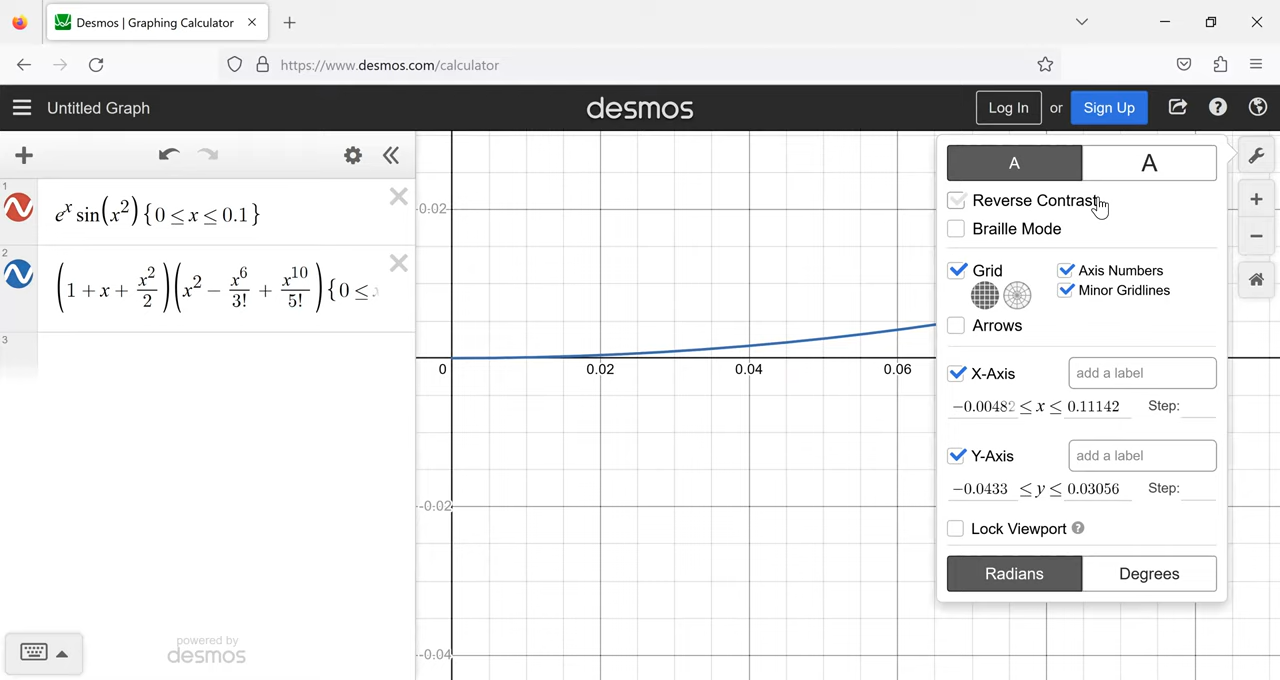 Desmos | Graphing Calculator
https://www.desmos.com/calculator
Untitled Graph
desmos
Log In or Sign Up
1
e^x sin(x^2) {0 ≤ x ≤ 0.1}
2
(1 + x + x^2/2)(x^2 − x^6/3! + x^10/5!) {0 ≤
3
powered by
desmos
0.02
0
0.02
0.04
0.06
-0.02
-0.04
A A
Reverse Contrast
Braille Mode
Grid
Axis Numbers
Minor Gridlines
Arrows
X-Axis add a label
−0.00482 ≤ x ≤ 0.11142 Step:
Y-Axis add a label
−0.0433 ≤ y ≤ 0.03056 Step:
Lock Viewport ?
Radians Degrees